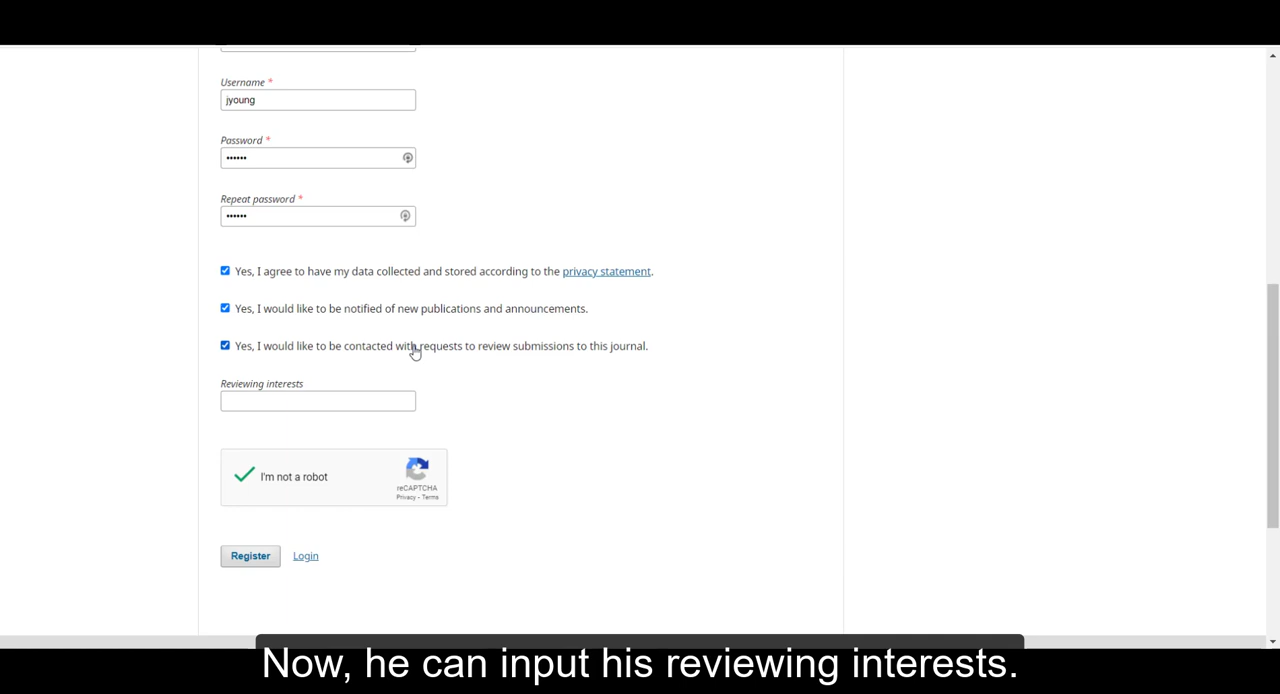 Username *
jyoung
Password *
••••••
Repeat password *
••••••
Yes, I agree to have my data collected and stored according to the privacy statement.
Yes, I would like to be notified of new publications and announcements.
Yes, I would like to be contacted with requests to review submissions to this journal.
Reviewing interests
I'm not a robot
reCAPTCHA
Privacy - Terms
Register Login
Now, he can input his reviewing interests.